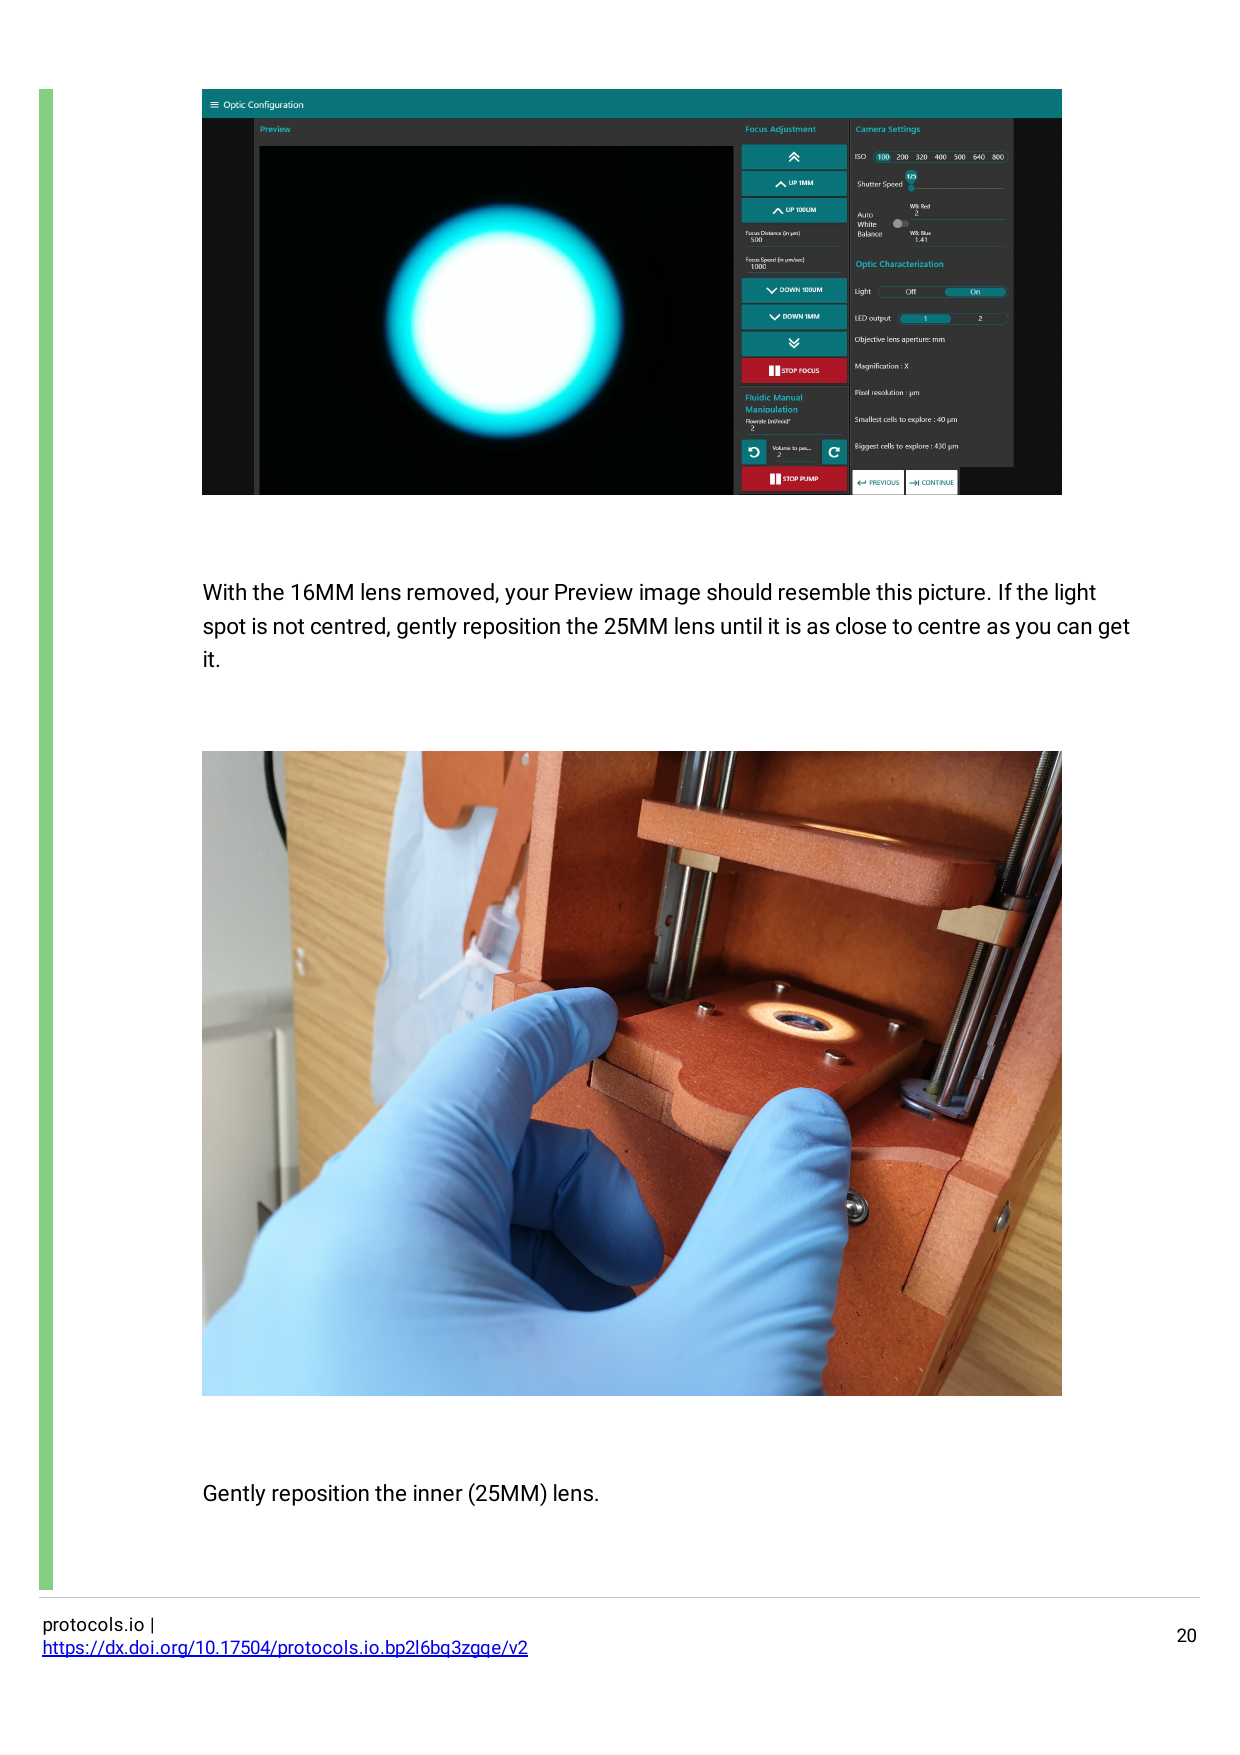 Optic Configuration
Preview
Focus Adjustment
UP 1MM
UP 100UM
Focus Distance (in µm)
500
Focus Speed (in µm/sec)
1000
DOWN 100UM
DOWN 1MM
STOP FOCUS
Fluidic Manual
Manipulation
Flowrate (ml/min)*
2
Volume to pas...
2
STOP PUMP
Camera Settings
ISO 100 200 320 400 500 640 800
Shutter Speed 125
Auto
White
Balance
WB: Red
2
WB: Blue
1.41
Optic Characterization
Light Off On
LED output 1 2
Objective lens aperture: mm
Magnification : X
Pixel resolution : µm
Smallest cells to explore : 40 µm
Biggest cells to explore : 430 µm
PREVIOUS CONTINUE
With the 16MM lens removed, your Preview image should resemble this picture. If the light
spot is not centred, gently reposition the 25MM lens until it is as close to centre as you can get
it.
Gently reposition the inner (25MM) lens.
protocols.io |
https://dx.doi.org/10.17504/protocols.io.bp2l6bq3zgqe/v2
20